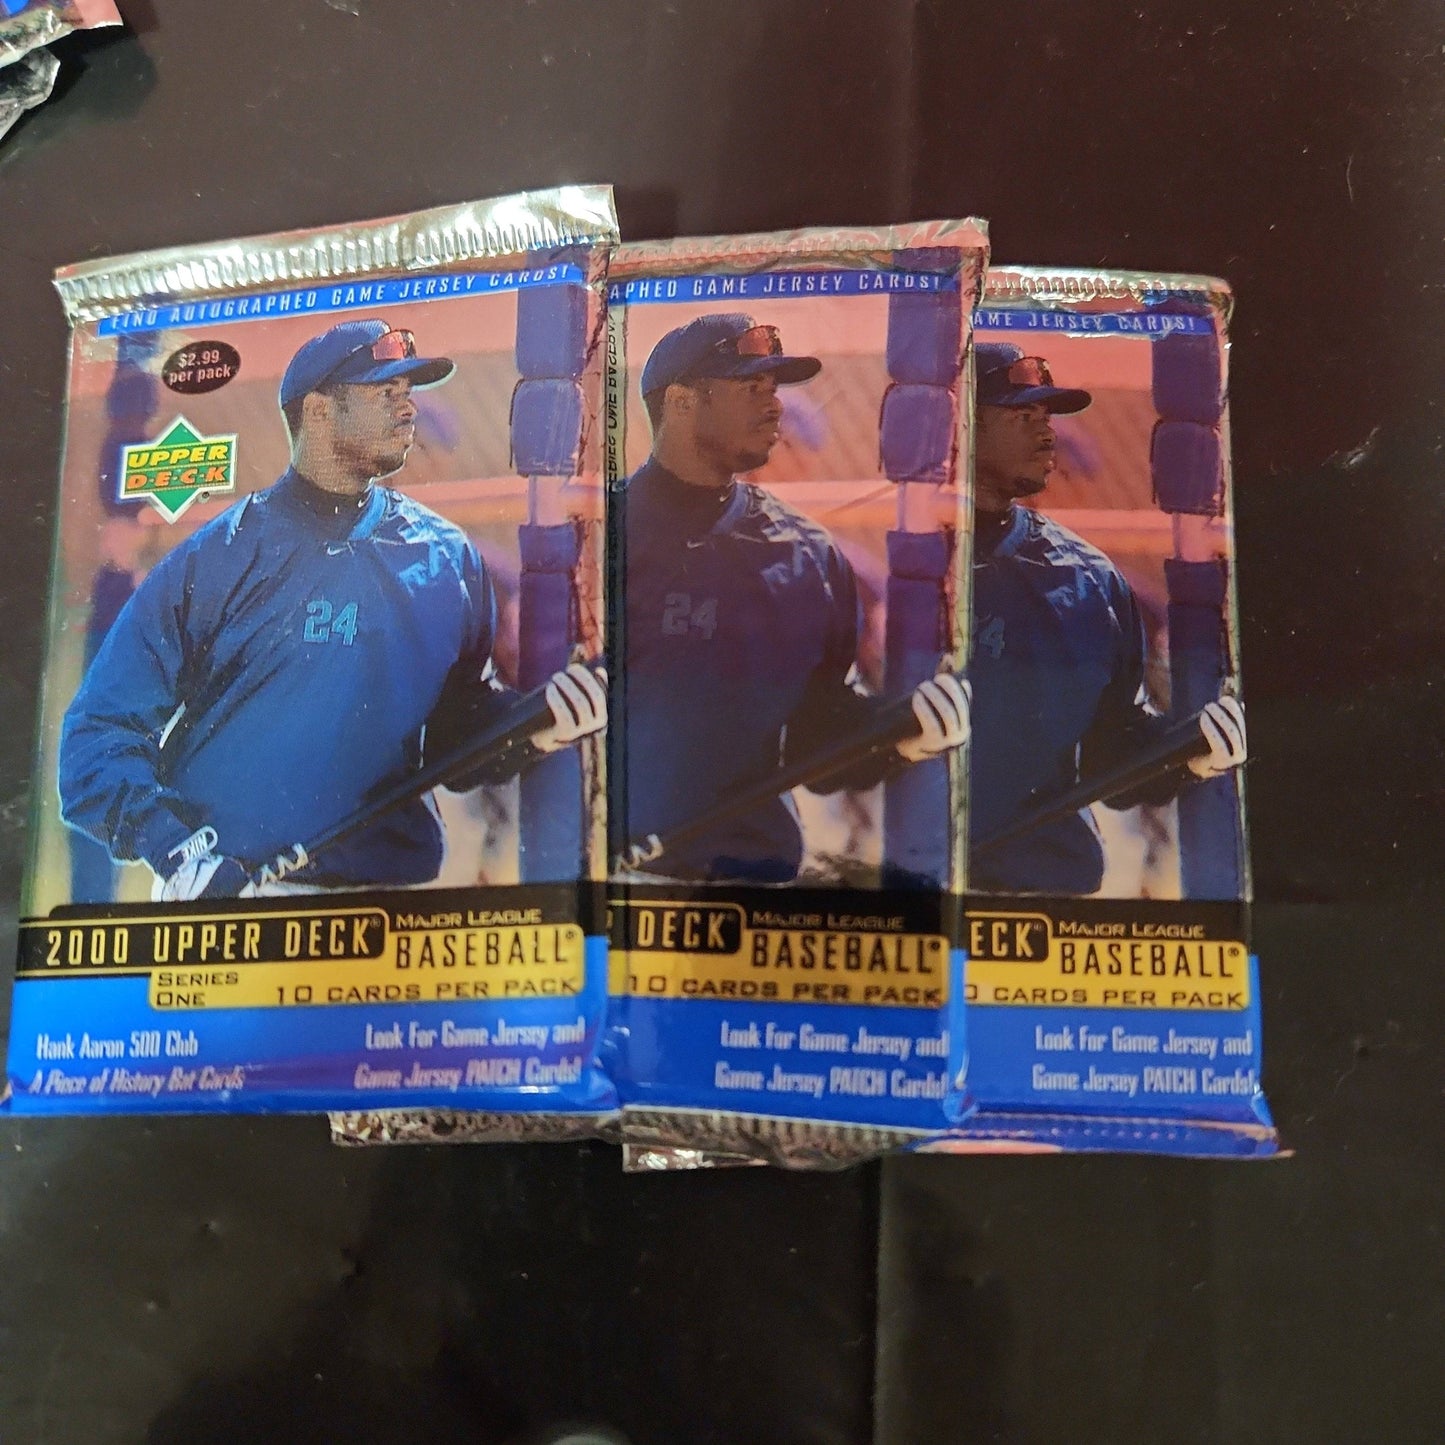 FIND AUTOGRAPHED GAME JERSEY CARDS!
$2.99
per pack
UPPER
D·E·C·K
24
NIKE
2000 UPPER DECK®
MAJOR LEAGUE
BASEBALL®
SERIES
ONE
10 CARDS PER PACK
Hank Aaron 500 Club
A Piece of History Bat Cards
Look For Game Jersey and
Game Jersey PATCH Cards!
APHED GAME JERSEY CARDS!
24
DECK®
MAJOR LEAGUE
BASEBALL®
10 CARDS PER PACK
Look For Game Jersey and
Game Jersey PATCH Cards!
AME JERSEY CARDS!
4
ECK®
MAJOR LEAGUE
BASEBALL®
CARDS PER PACK
Look For Game Jersey and
Game Jersey PATCH Cards!